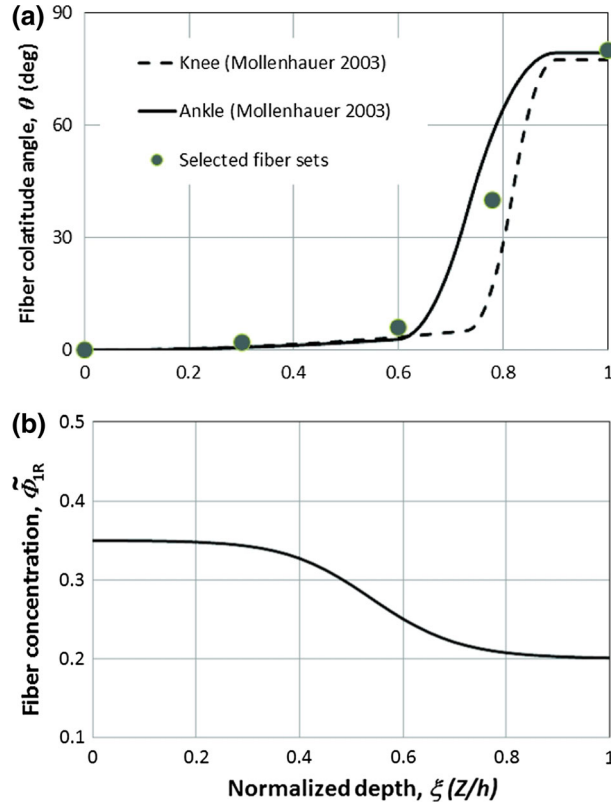 (a)
90
60
30
0
Fiber colatitude angle, θ (deg)
Knee (Mollenhauer 2003)
Ankle (Mollenhauer 2003)
Selected fiber sets
0 0.2 0.4 0.6 0.8 1
(b)
0.5
0.4
0.3
0.2
0.1
Fiber concentration, Φ̃1R
0 0.2 0.4 0.6 0.8 1
Normalized depth, ξ (Z/h)